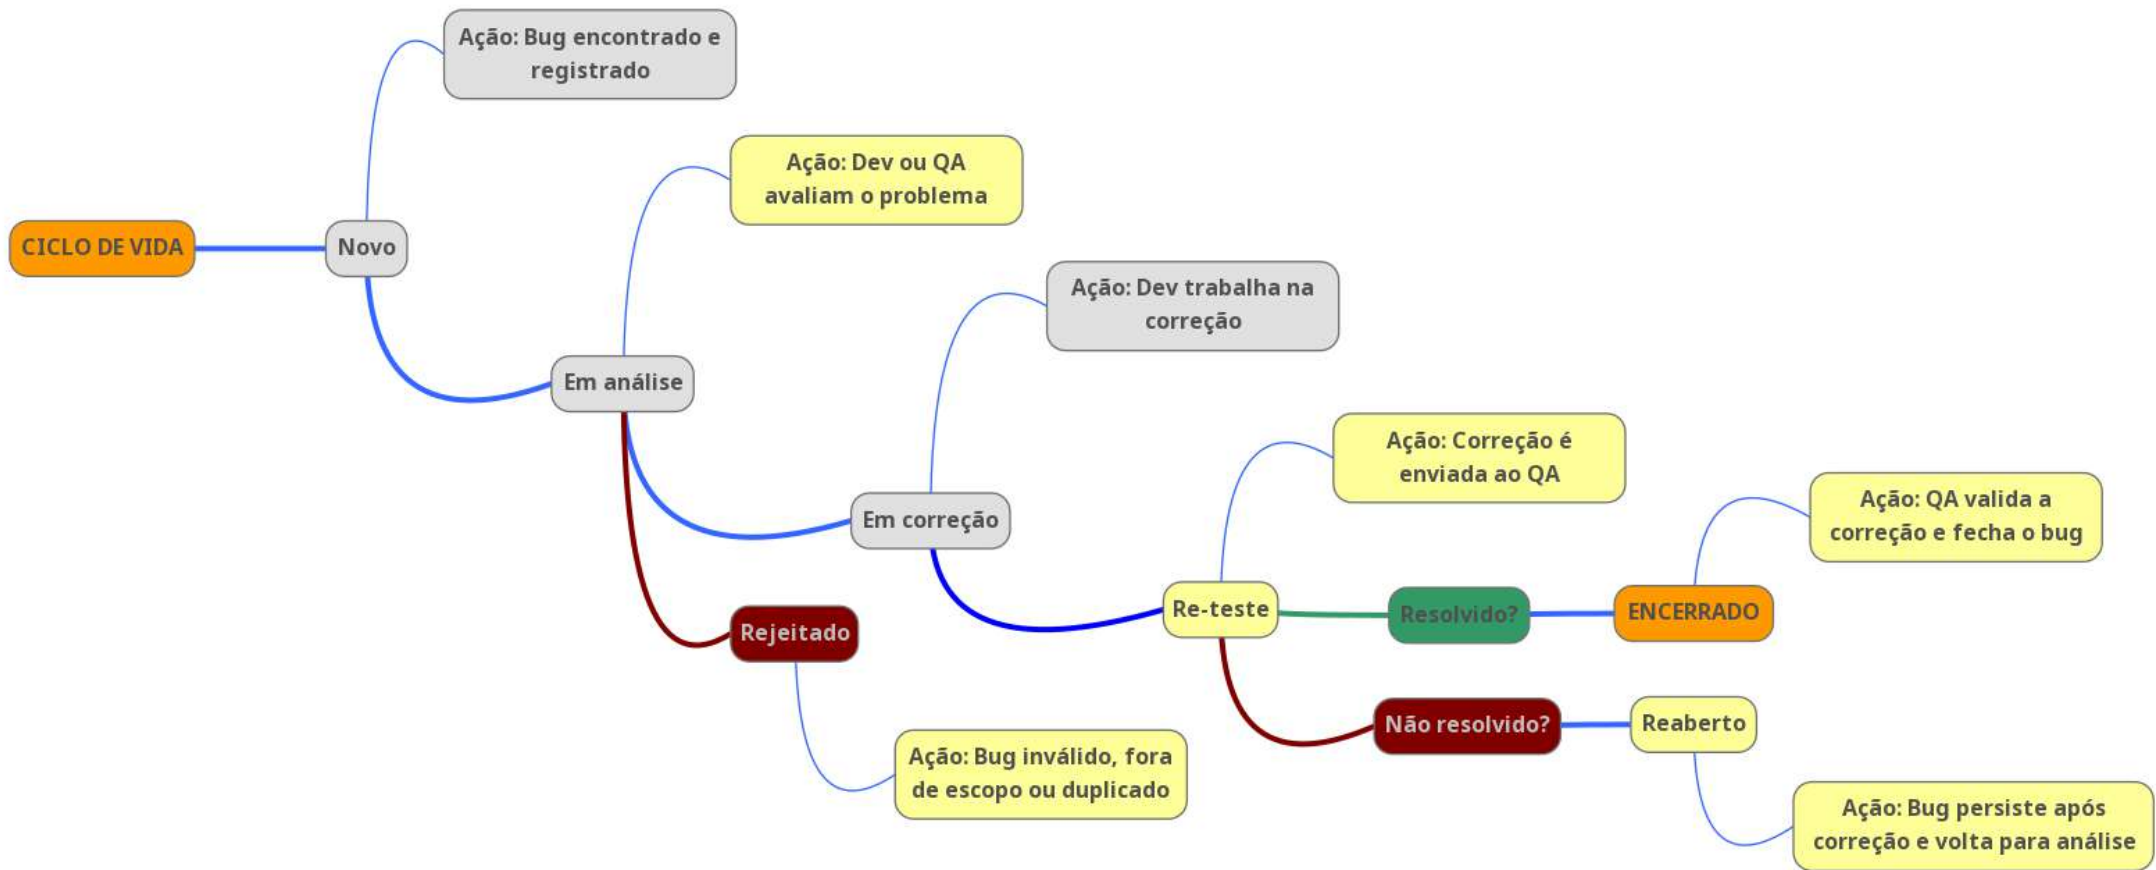 Ação: Bug encontrado e
registrado
Ação: Dev ou QA
avaliam o problema
CICLO DE VIDA
Novo
Ação: Dev trabalha na
correção
Em análise
Ação: Correção é
enviada ao QA
Ação: QA valida a
correção e fecha o bug
Em correção
Re-teste
Resolvido?
ENCERRADO
Rejeitado
Não resolvido?
Reaberto
Ação: Bug inválido, fora
de escopo ou duplicado
Ação: Bug persiste após
correção e volta para análise